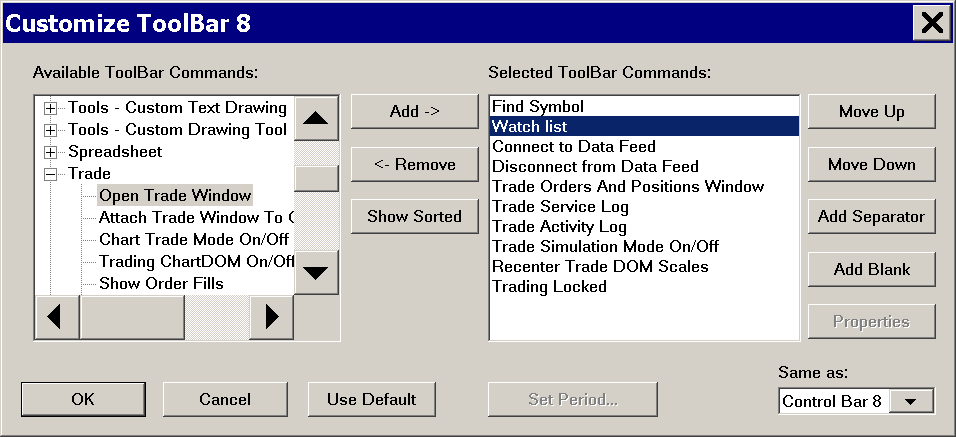 Customize ToolBar 8
Available ToolBar Commands:
Tools - Custom Text Drawing
Tools - Custom Drawing Tool
Spreadsheet
Trade
Open Trade Window
Attach Trade Window To C
Chart Trade Mode On/Off
Trading ChartDOM On/Off
Show Order Fills
Add ->
<- Remove
Show Sorted
Selected ToolBar Commands:
Find Symbol
Watch list
Connect to Data Feed
Disconnect from Data Feed
Trade Orders And Positions Window
Trade Service Log
Trade Activity Log
Trade Simulation Mode On/Off
Recenter Trade DOM Scales
Trading Locked
Move Up
Move Down
Add Separator
Add Blank
Properties
Same as:
Control Bar 8
OK
Cancel
Use Default
Set Period...